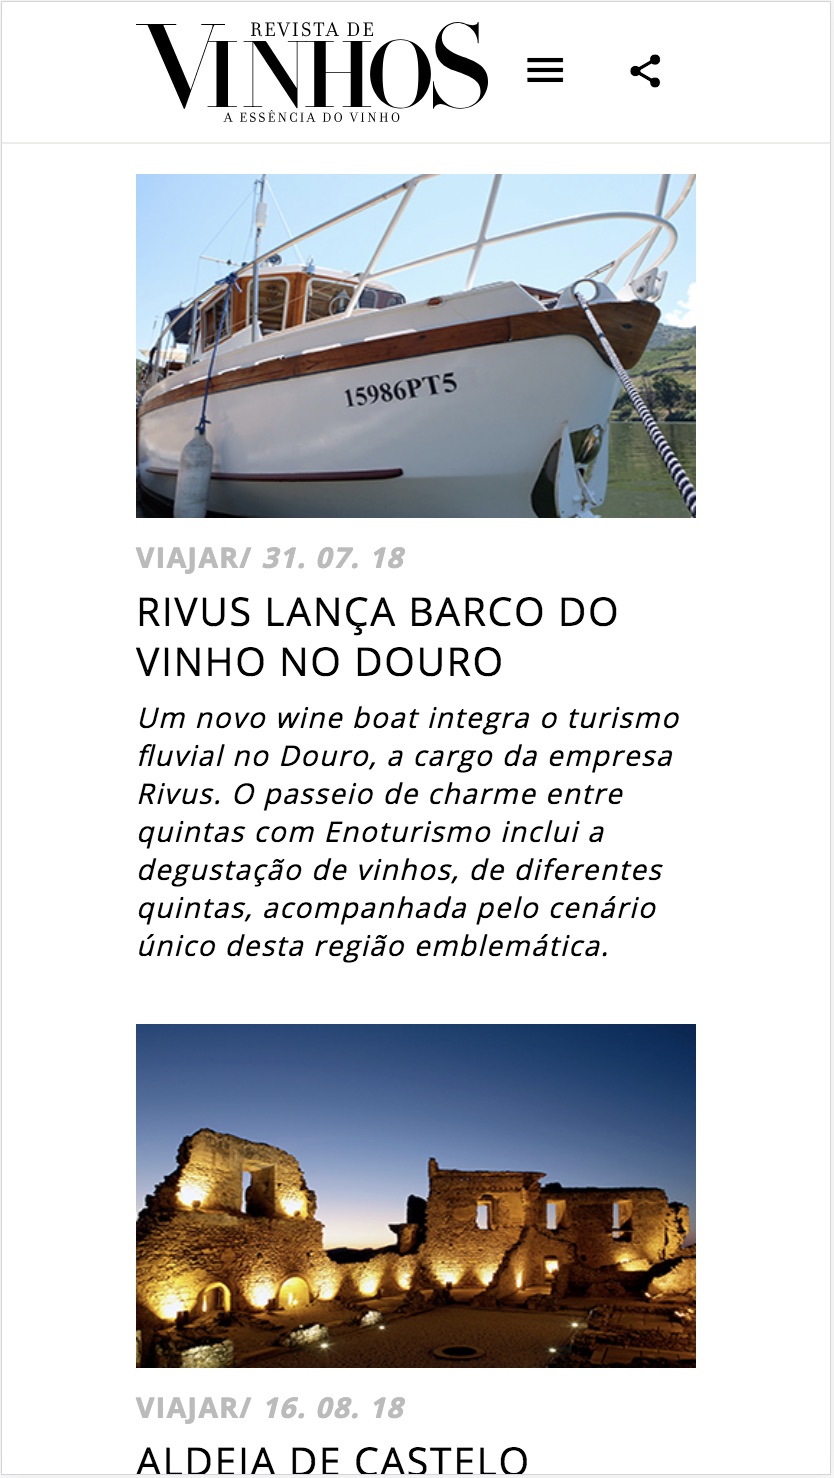 REVISTA DE
VINHOS
A ESSÊNCIA DO VINHO
15986PT5
VIAJAR/ 31. 07. 18
RIVUS LANÇA BARCO DO
VINHO NO DOURO
Um novo wine boat integra o turismo
fluvial no Douro, a cargo da empresa
Rivus. O passeio de charme entre
quintas com Enoturismo inclui a
degustação de vinhos, de diferentes
quintas, acompanhada pelo cenário
único desta região emblemática.
VIAJAR/ 16. 08. 18
ALDEIA DE CASTELO